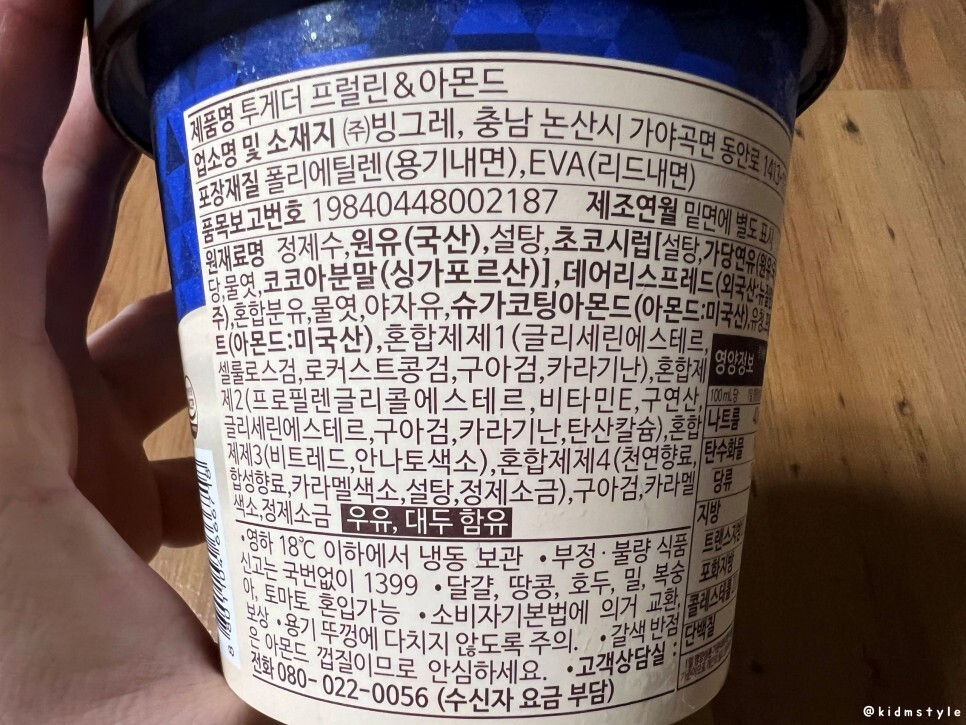 제품명 투게더 프럴린&아몬드
업소명 및 소재지 (주)빙그레, 충남 논산시 가야곡면 동안로 1413-
포장재질 폴리에틸렌(용기내면),EVA(리드내면)
품목보고번호 19840448002187 제조연월 밑면에 별도 표시
원재료명 정제수,원유(국산),설탕,초코시럽[설탕,가당연유(원유
당,물엿,코코아분말(싱가포르산)],데어리스프레드(외국산:뉴질
주),혼합분유,물엿,야자유,슈가코팅아몬드(아몬드:미국산),유청
트(아몬드:미국산),혼합제제1(글리세린에스테르,
셀룰로스검,로커스트콩검,구아검,카라기난),혼합제
제2(프로필렌글리콜에스테르,비타민E,구연산,
글리세린에스테르,구아검,카라기난,탄산칼슘),혼합
제제3(비트레드,안나토색소),혼합제제4(천연향료,
합성향료,카라멜색소,설탕,정제소금),구아검,카라멜
색소,정제소금 우유, 대두 함유
•영하 18℃ 이하에서 냉동 보관 •부정·불량 식품
신고는 국번없이 1399 •달걀, 땅콩, 호두, 밀, 복숭
아, 토마토 혼입가능 •소비자기본법에 의거 교환,
보상 •용기 뚜껑에 다치지 않도록 주의. •갈색 반점
은 아몬드 껍질이므로 안심하세요. •고객상담실 :
전화 080-022-0056 (수신자 요금 부담)
영양정보
100mL당
나트륨
탄수화물
당류
지방
트랜스지방
포화지방
콜레스테롤
단백질
@kidmstyle